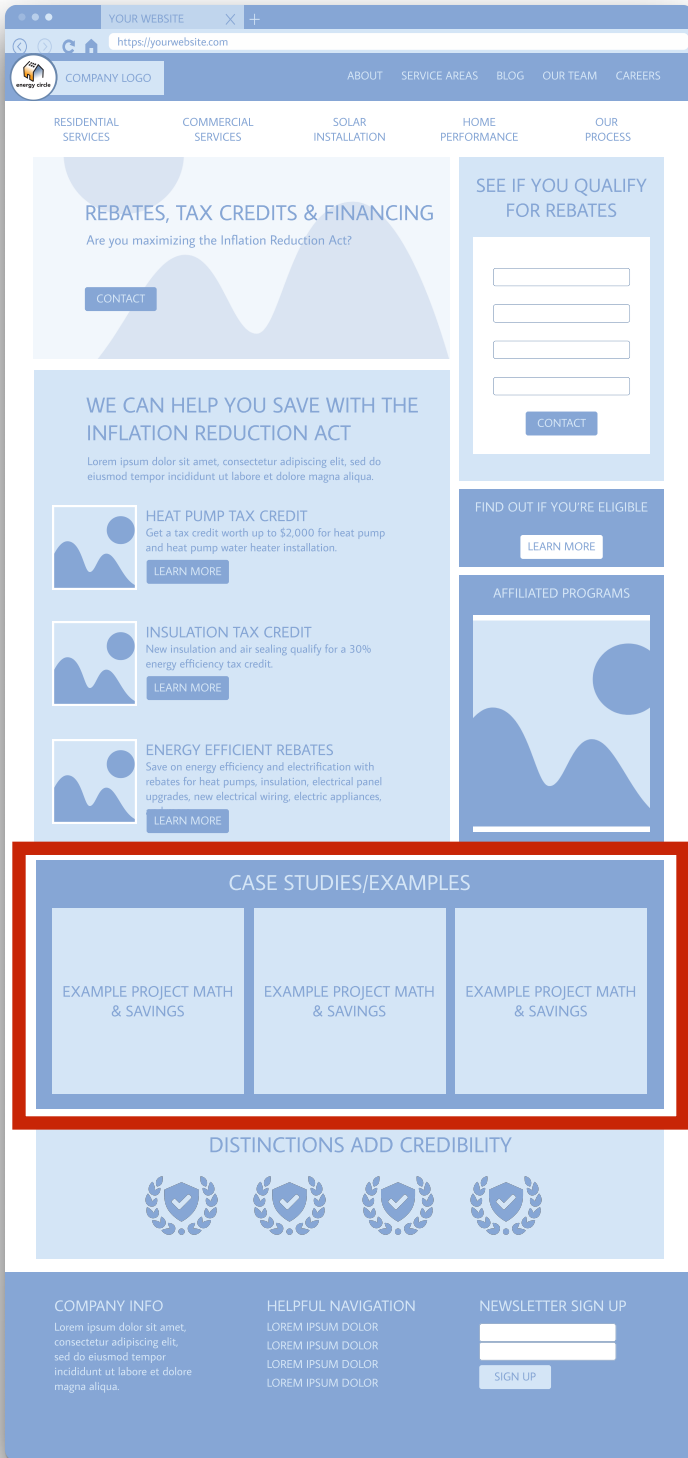 YOUR WEBSITE
https://yourwebsite.com
energy circle
COMPANY LOGO
ABOUT
SERVICE AREAS
BLOG
OUR TEAM
CAREERS
RESIDENTIAL
SERVICES
COMMERCIAL
SERVICES
SOLAR
INSTALLATION
HOME
PERFORMANCE
OUR
PROCESS
REBATES, TAX CREDITS & FINANCING
Are you maximizing the Inflation Reduction Act?
CONTACT
SEE IF YOU QUALIFY
FOR REBATES
CONTACT
WE CAN HELP YOU SAVE WITH THE
INFLATION REDUCTION ACT
Lorem ipsum dolor sit amet, consectetur adipiscing elit, sed do
eiusmod tempor incididunt ut labore et dolore magna aliqua.
HEAT PUMP TAX CREDIT
Get a tax credit worth up to $2,000 for heat pump
and heat pump water heater installation.
LEARN MORE
INSULATION TAX CREDIT
New insulation and air sealing qualify for a 30%
energy efficiency tax credit.
LEARN MORE
ENERGY EFFICIENT REBATES
Save on energy efficiency and electrification with
rebates for heat pumps, insulation, electrical panel
upgrades, new electrical wiring, electric appliances,
LEARN MORE
FIND OUT IF YOU'RE ELIGIBLE
LEARN MORE
AFFILIATED PROGRAMS
CASE STUDIES/EXAMPLES
EXAMPLE PROJECT MATH
& SAVINGS
EXAMPLE PROJECT MATH
& SAVINGS
EXAMPLE PROJECT MATH
& SAVINGS
DISTINCTIONS ADD CREDIBILITY
COMPANY INFO
Lorem ipsum dolor sit amet,
consectetur adipiscing elit,
sed do eiusmod tempor
incididunt ut labore et dolore
magna aliqua.
HELPFUL NAVIGATION
LOREM IPSUM DOLOR
LOREM IPSUM DOLOR
LOREM IPSUM DOLOR
LOREM IPSUM DOLOR
NEWSLETTER SIGN UP
SIGN UP